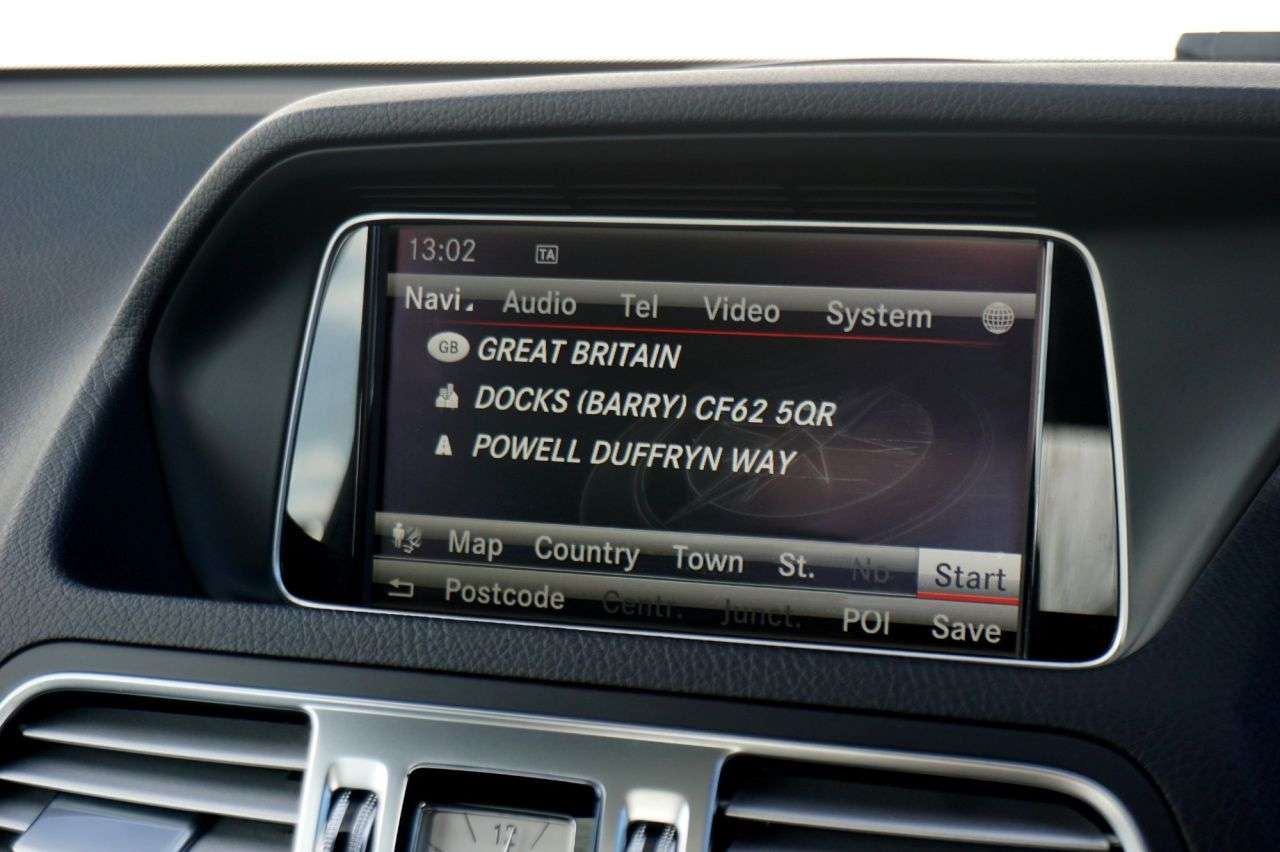 13:02 TA
Navi Audio Tel Video System
GB GREAT BRITAIN
DOCKS (BARRY) CF62 5QR
POWELL DUFFRYN WAY
Map Country Town St. No Start
Postcode Centr. Junct. POI Save
12